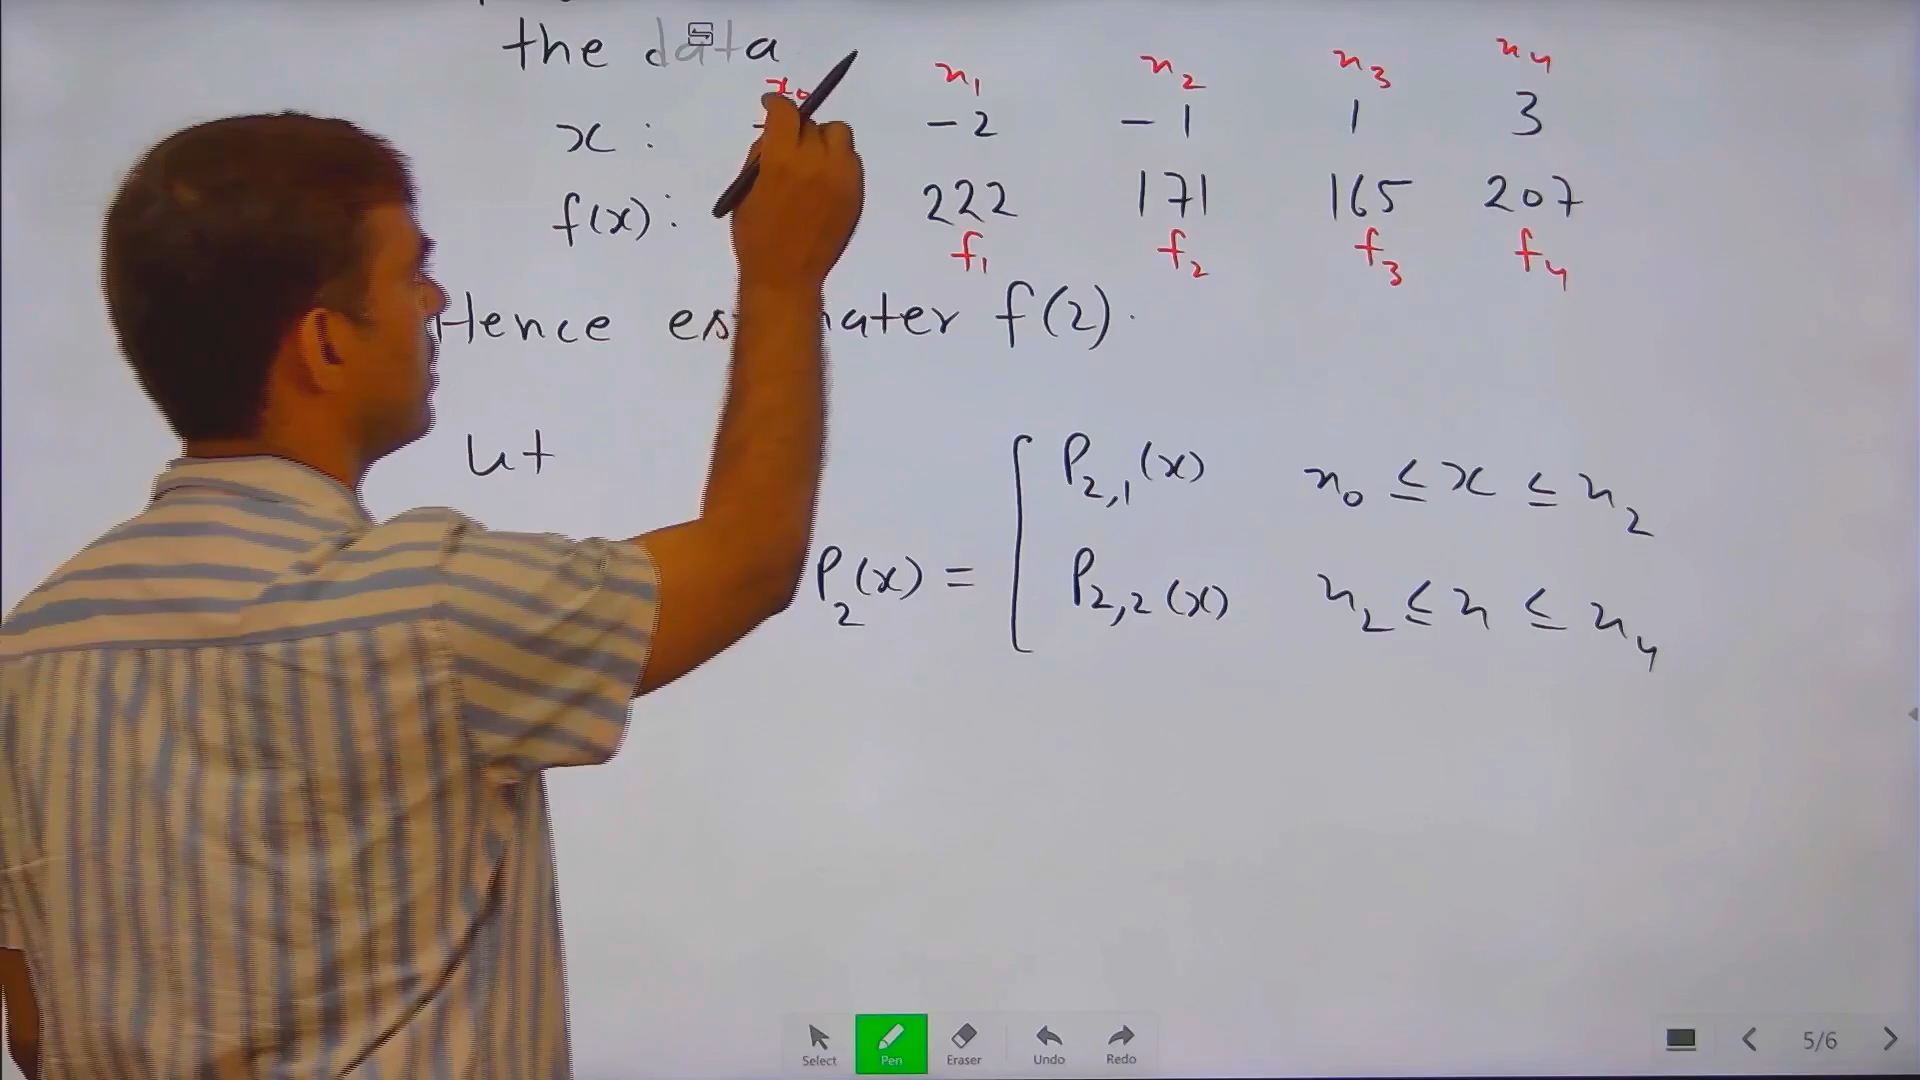 the data
x₀ x₁ x₂ x₃ x₄
x : - -2 -1 1 3
f(x) : 222 171 165 207
f₁ f₂ f₃ f₄
Hence es ater f(2).
Let
P₂,₁(x) x₀ ≤ x ≤ x₂
P₂(x) =
P₂,₂(x) x₂ ≤ x ≤ x₄
Select Pen Eraser Undo Redo 5/6